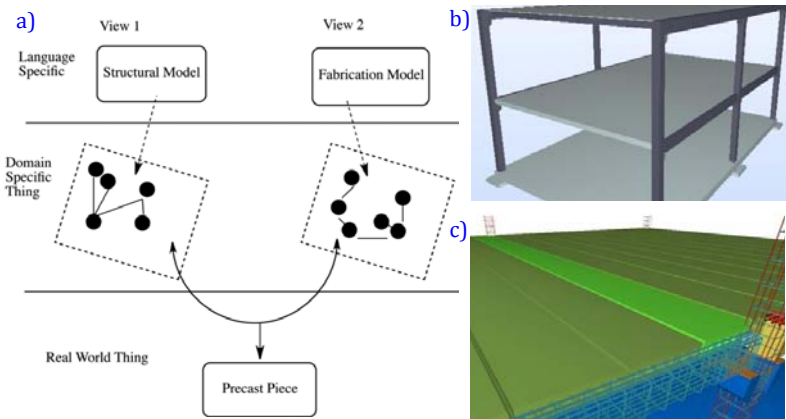 a)
View 1
View 2
Language
Specific
Structural Model
Fabrication Model
Domain
Specific
Thing
Real World Thing
Precast Piece
b)
c)